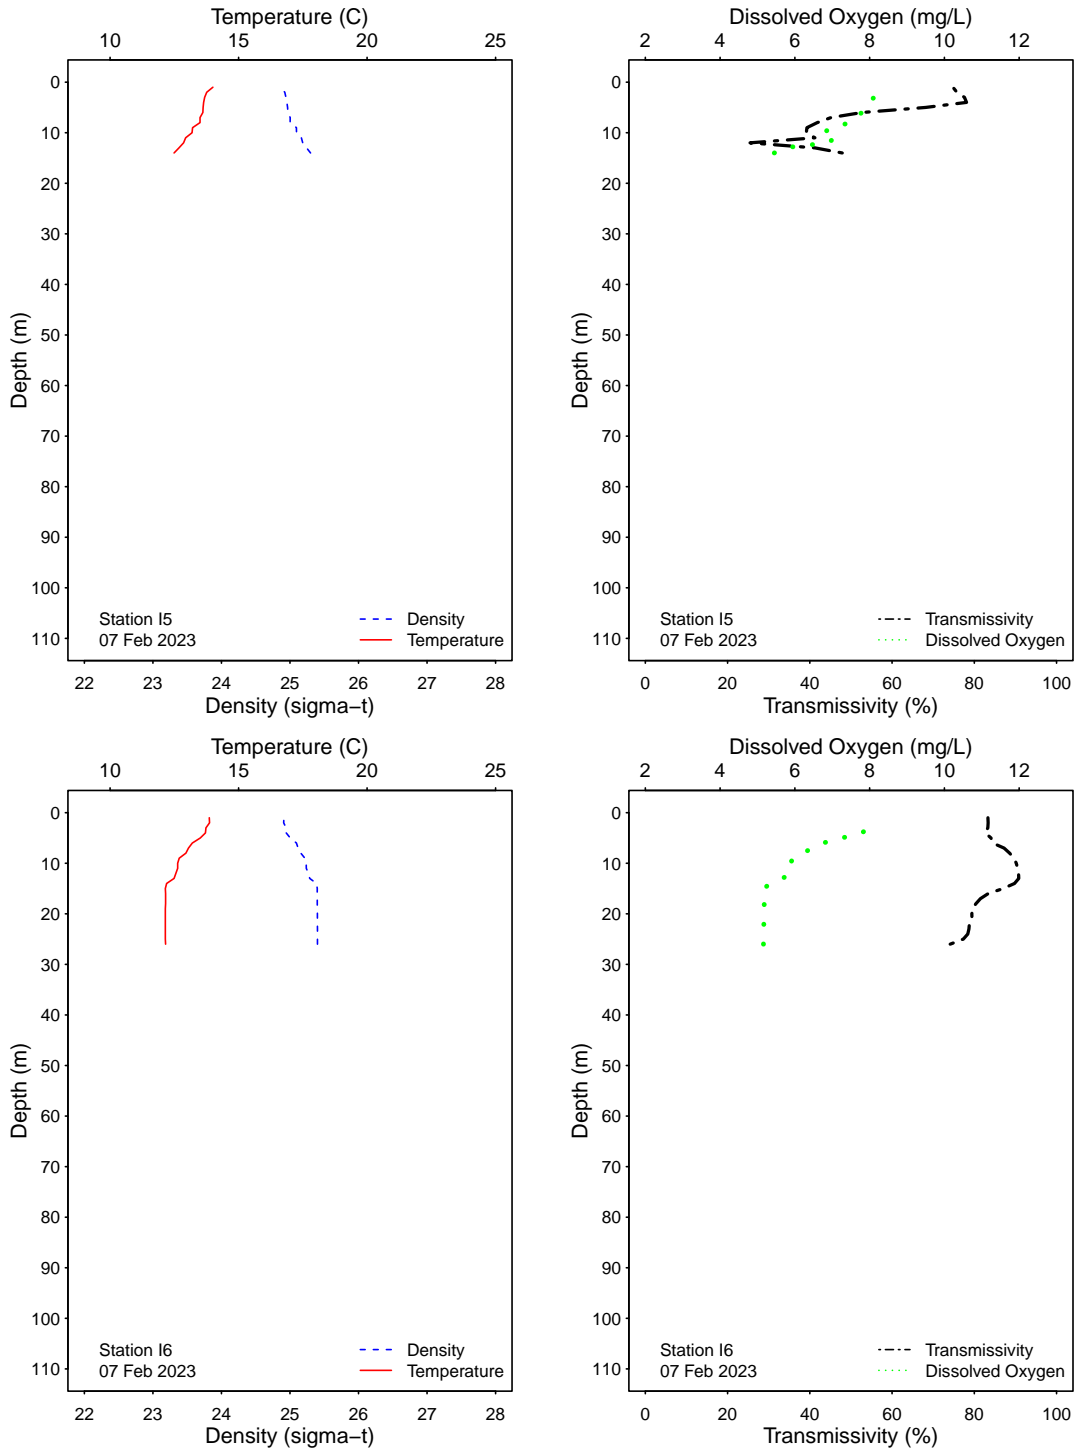 Temperature (C)
10 15 20 25
0
10
20
30
40
50
60
70
80
90
100
110
Depth (m)
Station I5
07 Feb 2023
Density
Temperature
22 23 24 25 26 27 28
Density (sigma−t)
Dissolved Oxygen (mg/L)
2 4 6 8 10 12
0
10
20
30
40
50
60
70
80
90
100
110
Depth (m)
Station I5
07 Feb 2023
Transmissivity
Dissolved Oxygen
0 20 40 60 80 100
Transmissivity (%)
Temperature (C)
10 15 20 25
0
10
20
30
40
50
60
70
80
90
100
110
Depth (m)
Station I6
07 Feb 2023
Density
Temperature
22 23 24 25 26 27 28
Density (sigma−t)
Dissolved Oxygen (mg/L)
2 4 6 8 10 12
0
10
20
30
40
50
60
70
80
90
100
110
Depth (m)
Station I6
07 Feb 2023
Transmissivity
Dissolved Oxygen
0 20 40 60 80 100
Transmissivity (%)